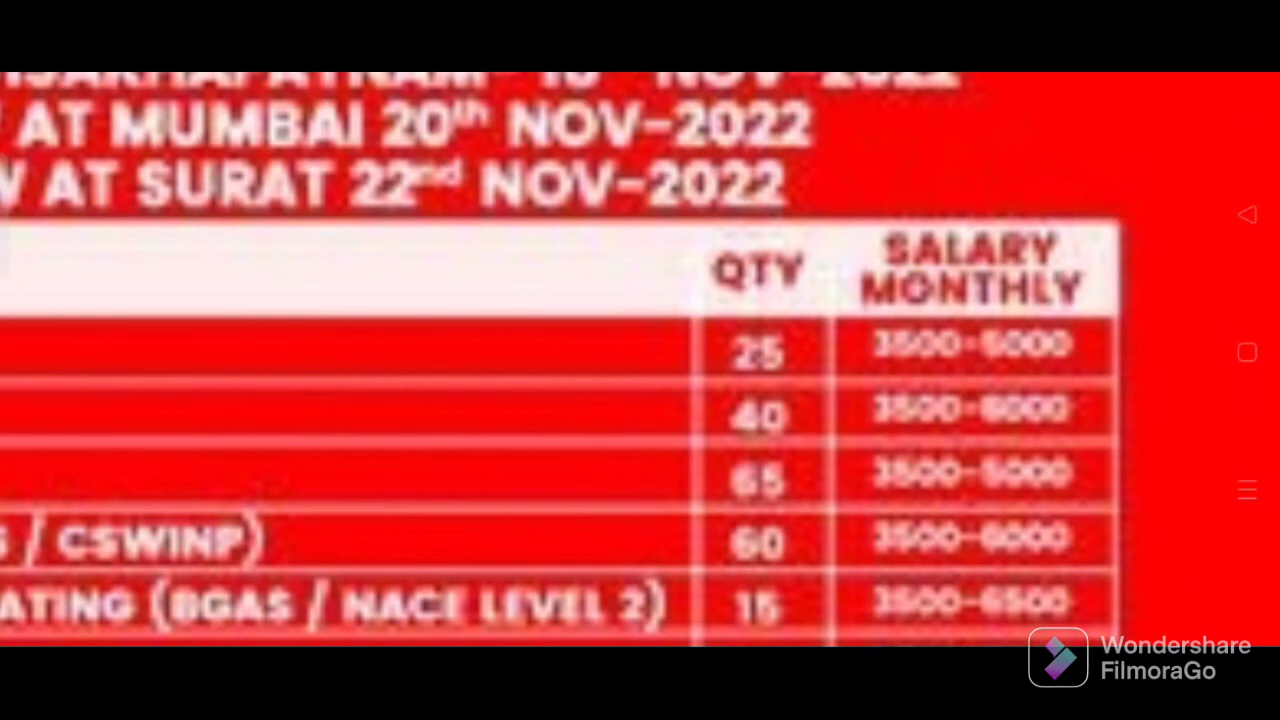 AT MUMBAI 20th NOV-2022
AT SURAT 22nd NOV-2022
QTY SALARY MONTHLY
25 3500-5000
40 3500-6000
65 3500-5000
/ CSWINP) 60 3500-6000
ATING (BGAS / NACE LEVEL 2) 15 3500-6500
Wondershare
FilmoraGo